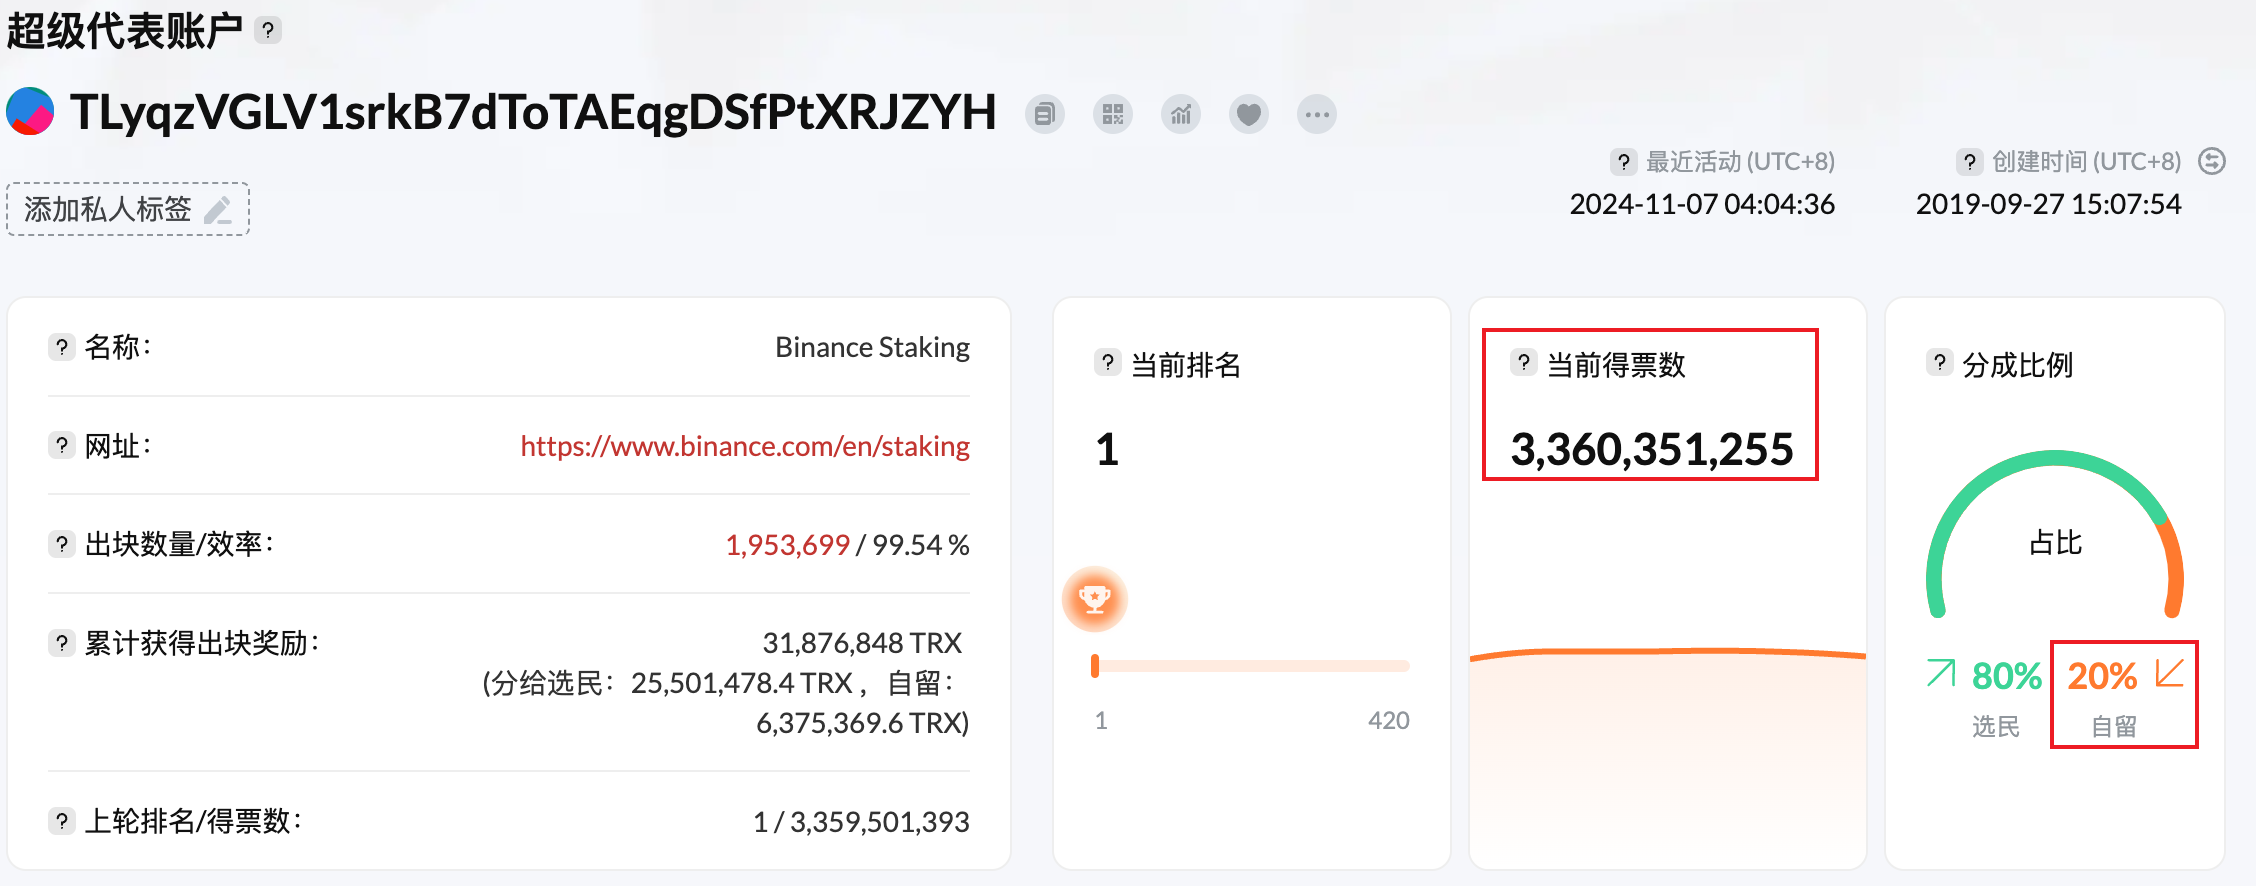 超级代表账户 ?
TLyqzVGLV1srkB7dToTAEqgDSfPtXRJZYH
? 最近活动 (UTC+8)
2024-11-07 04:04:36
? 创建时间 (UTC+8)
2019-09-27 15:07:54
添加私人标签
? 名称： Binance Staking
? 网址： https://www.binance.com/en/staking
? 出块数量/效率： 1,953,699 / 99.54 %
? 累计获得出块奖励： 31,876,848 TRX
(分给选民： 25,501,478.4 TRX ，自留：
6,375,369.6 TRX)
? 上轮排名/得票数： 1 / 3,359,501,393
? 当前排名
1
1 420
? 当前得票数
3,360,351,255
? 分成比例
占比
80% 20%
选民 自留